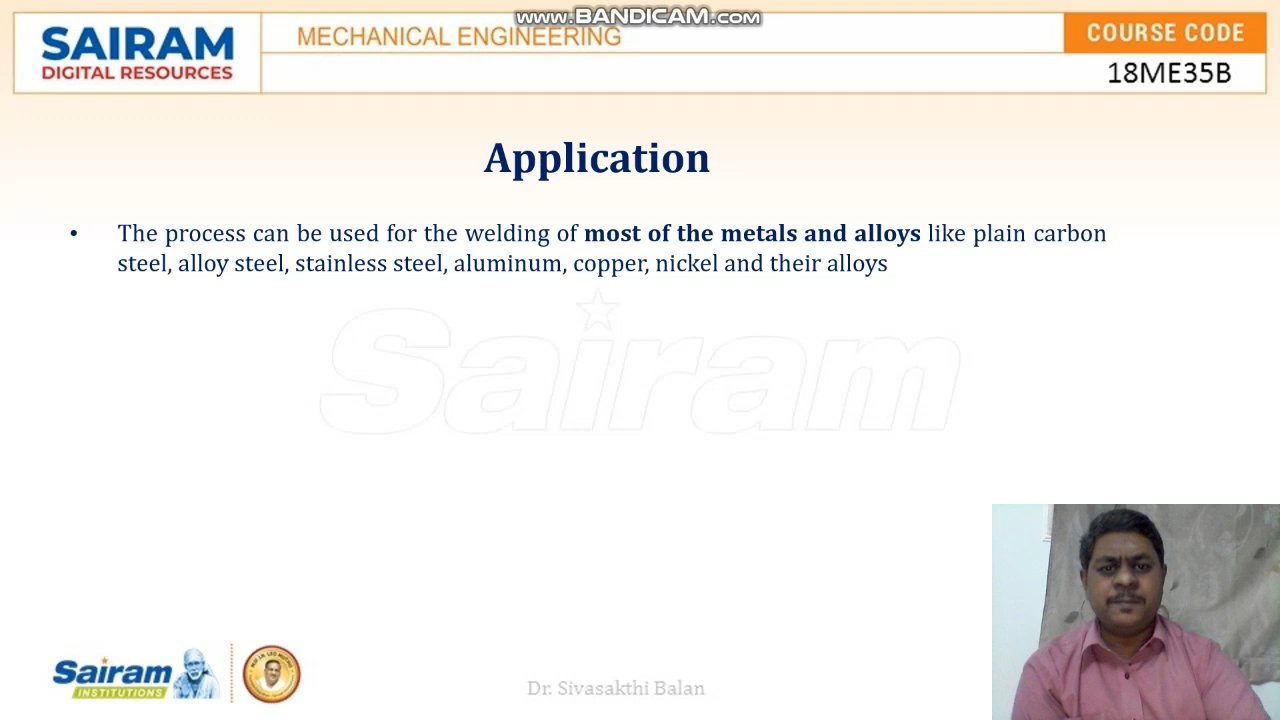 www.BANDICAM.com
SAIRAM
DIGITAL RESOURCES
MECHANICAL ENGINEERING
COURSE CODE
18ME35B
Application
• The process can be used for the welding of most of the metals and alloys like plain carbon
steel, alloy steel, stainless steel, aluminum, copper, nickel and their alloys
Sairam
Sairam
INSTITUTIONS
Dr. Sivasakthi Balan